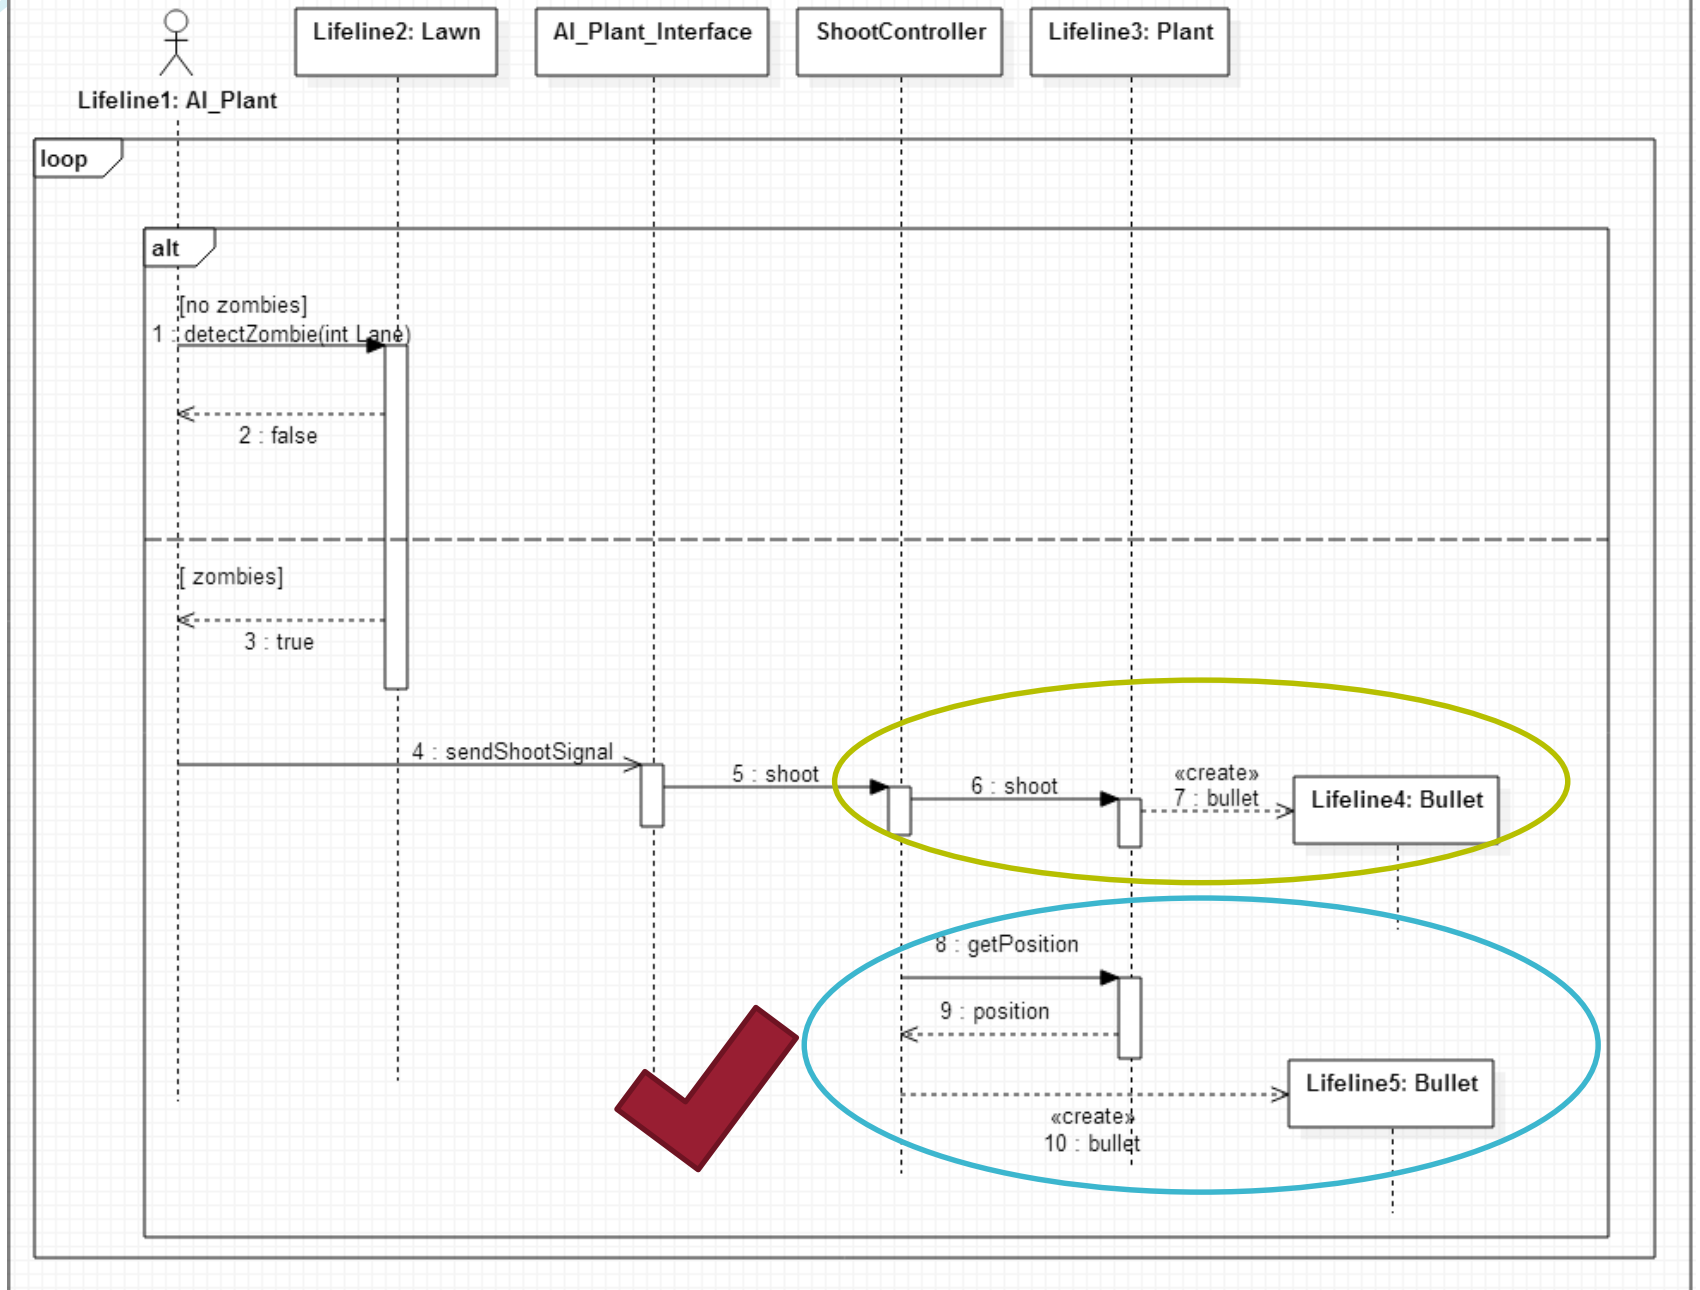 Lifeline1: AI_Plant
Lifeline2: Lawn
AI_Plant_Interface
ShootController
Lifeline3: Plant
loop
alt
[no zombies]
1 : detectZombie(int Lane)
2 : false
[ zombies]
3 : true
4 : sendShootSignal
5 : shoot
6 : shoot
«create»
7 : bullet
Lifeline4: Bullet
8 : getPosition
9 : position
Lifeline5: Bullet
«create»
10 : bullet